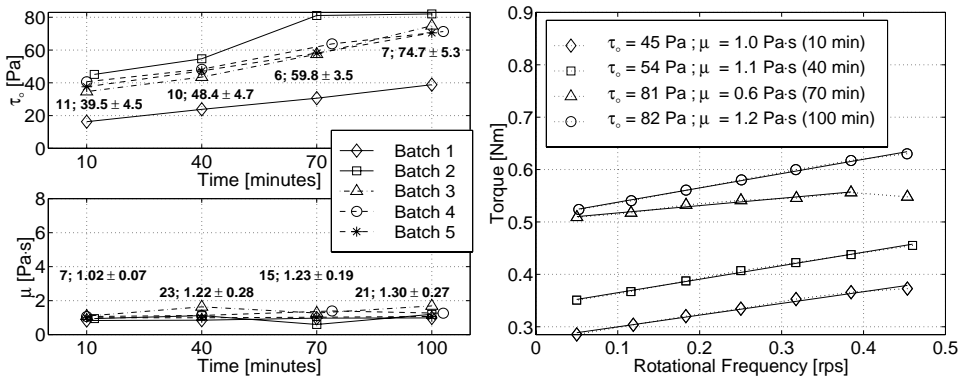 80
60
40
20
0
τ₀ [Pa]
7; 74.7 ± 5.3
6; 59.8 ± 3.5
10; 48.4 ± 4.7
11; 39.5 ± 4.5
10
40
70
100
Time [minutes]
Batch 1
Batch 2
Batch 3
Batch 4
Batch 5
8
6
4
2
0
μ [Pa·s]
7; 1.02 ± 0.07
15; 1.23 ± 0.19
23; 1.22 ± 0.28
21; 1.30 ± 0.27
10
40
70
100
Time [minutes]
0.9
0.8
0.7
0.6
0.5
0.4
0.3
Torque [Nm]
τ₀ = 45 Pa ; μ = 1.0 Pa·s (10 min)
τ₀ = 54 Pa ; μ = 1.1 Pa·s (40 min)
τ₀ = 81 Pa ; μ = 0.6 Pa·s (70 min)
τ₀ = 82 Pa ; μ = 1.2 Pa·s (100 min)
0
0.1
0.2
0.3
0.4
0.5
Rotational Frequency [rps]